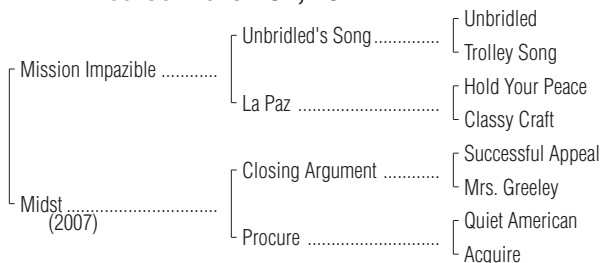 Unbridled
Unbridled's Song..............
Trolley Song
Mission Impazible ............
Hold Your Peace
La Paz ..............................
Classy Craft
Successful Appeal
Closing Argument ............
Mrs. Greeley
Midst................................
(2007)
Quiet American
Procure ............................
Acquire